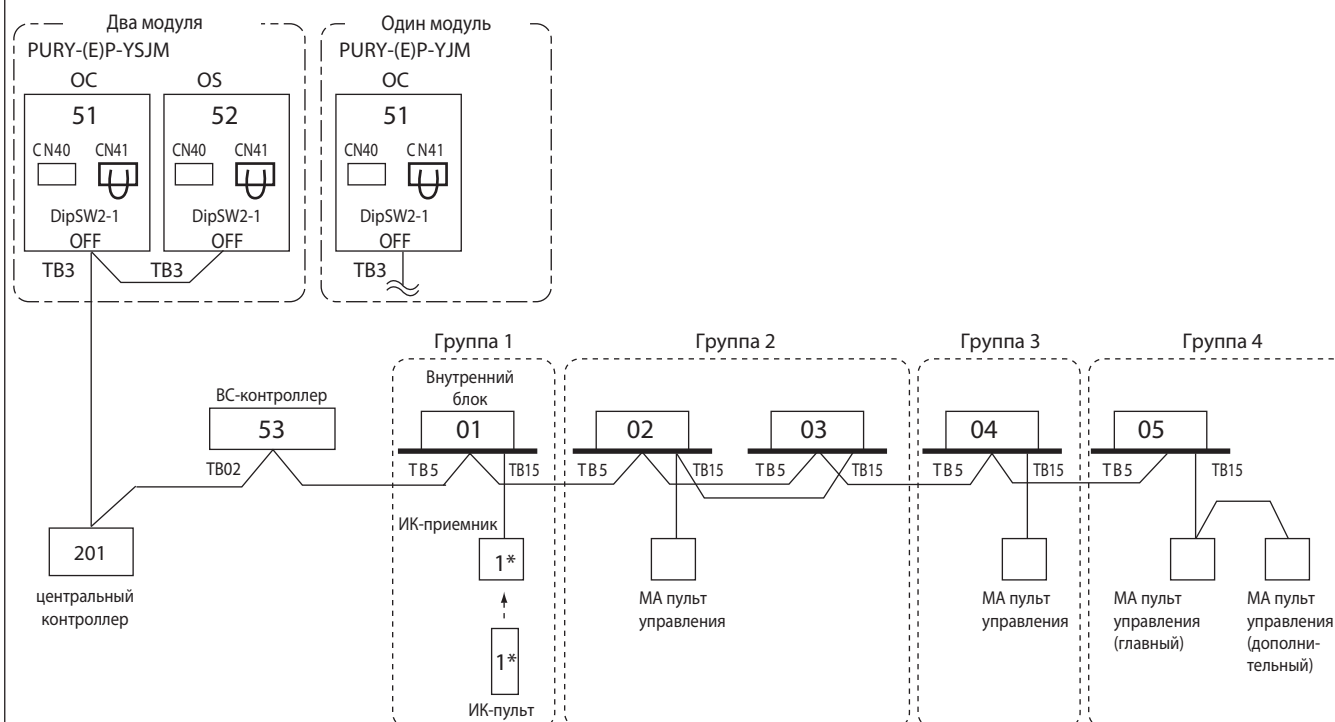 Два модуля
PURY-(E)P-YSJM
OC
OS
51
52
CN40
CN41
CN40
CN41
DipSW2-1
OFF
DipSW2-1
OFF
TB3
TB3
Один модуль
PURY-(E)P-YJM
OC
51
CN40
CN41
DipSW2-1
OFF
TB3
Группа 1
Группа 2
Группа 3
Группа 4
Внутренний
блок
BC-контроллер
53
01
02
03
04
05
TB02
TB5
TB15
TB5
TB15
TB5
TB15
TB5
TB15
TB5
TB15
201
центральный
контроллер
ИК-приемник
1*
1*
ИК-пульт
МА пульт
управления
МА пульт
управления
МА пульт
управления
(главный)
МА пульт
управления
(дополни-
тельный)